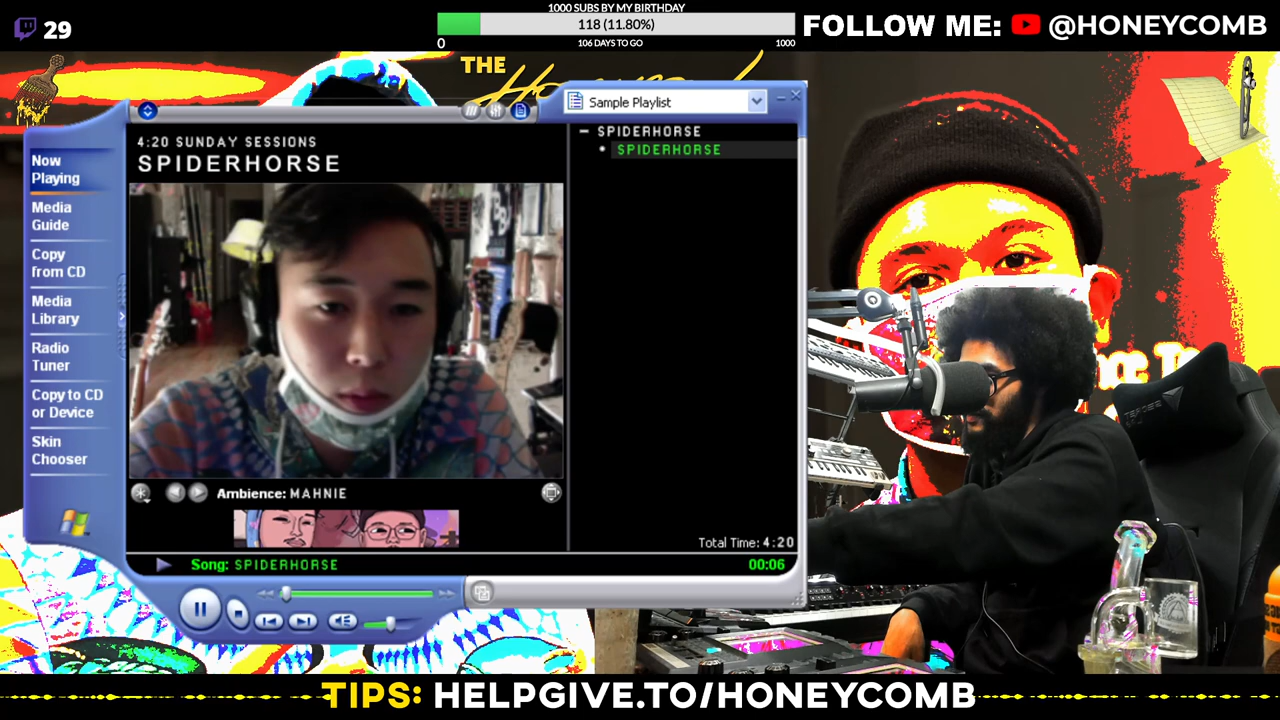 29
1000 SUBS BY MY BIRTHDAY
118 (11.80%)
0
106 DAYS TO GO
1000
FOLLOW ME:
@HONEYCOMB
THE
Sample Playlist
4:20 SUNDAY SESSIONS
SPIDERHORSE
SPIDERHORSE
SPIDERHORSE
Now
Playing
Media
Guide
Copy
from CD
Media
Library
Radio
Tuner
Copy to CD
or Device
Skin
Chooser
Ambience: MAHNIE
Total Time: 4:20
Song: SPIDERHORSE
00:06
TIPS: HELPGIVE.TO/HONEYCOMB